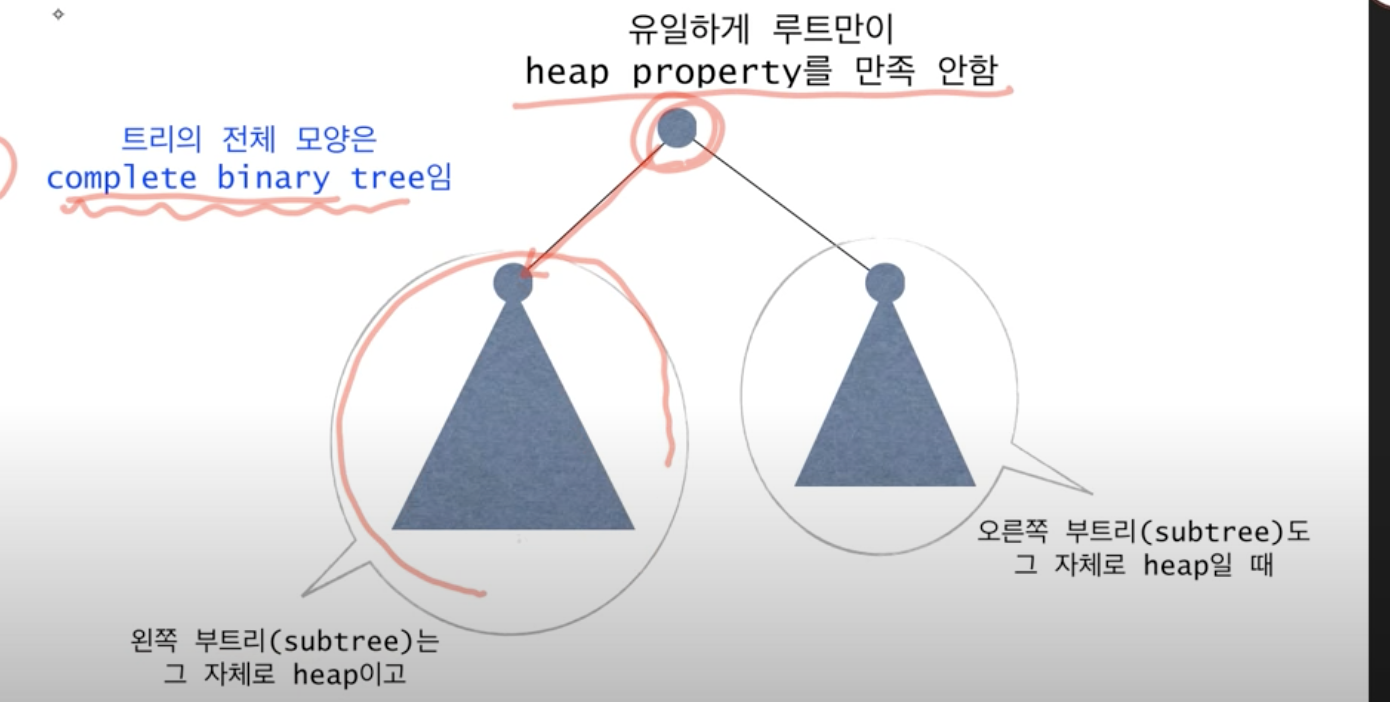 유일하게 루트만이
heap property를 만족 안함
트리의 전체 모양은
complete binary tree임
오른쪽 부트리(subtree)도
그 자체로 heap일 때
왼쪽 부트리(subtree)는
그 자체로 heap이고